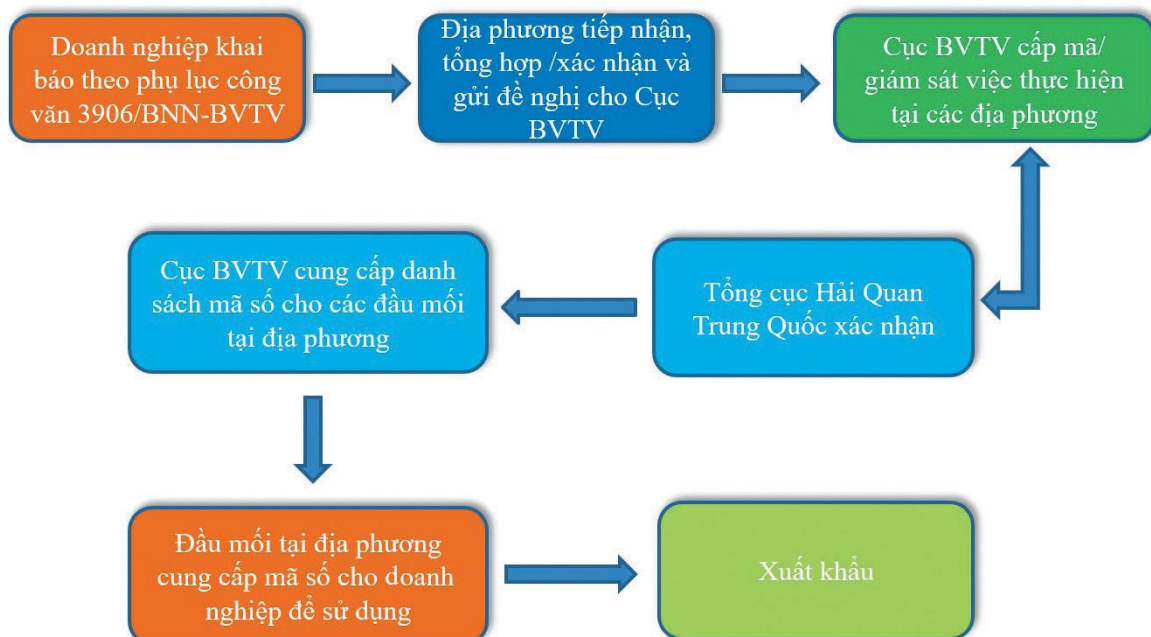 Doanh nghiệp khai
báo theo phụ lục công
văn 3906/BNN-BVTV
Địa phương tiếp nhận,
tổng hợp /xác nhận và
gửi đề nghị cho Cục
BVTV
Cục BVTV cấp mã/
giám sát việc thực hiện
tại các địa phương
Tổng cục Hải Quan
Trung Quốc xác nhận
Cục BVTV cung cấp danh
sách mã số cho các đầu mối
tại địa phương
Đầu mối tại địa phương
cung cấp mã số cho doanh
nghiệp để sử dụng
Xuất khẩu